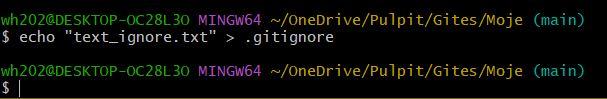 wh202@DESKTOP-OC28L3O MINGW64 ~/OneDrive/Pulpit/Gites/Moje (main)
$ echo "text_ignore.txt" > .gitignore
wh202@DESKTOP-OC28L3O MINGW64 ~/OneDrive/Pulpit/Gites/Moje (main)
$